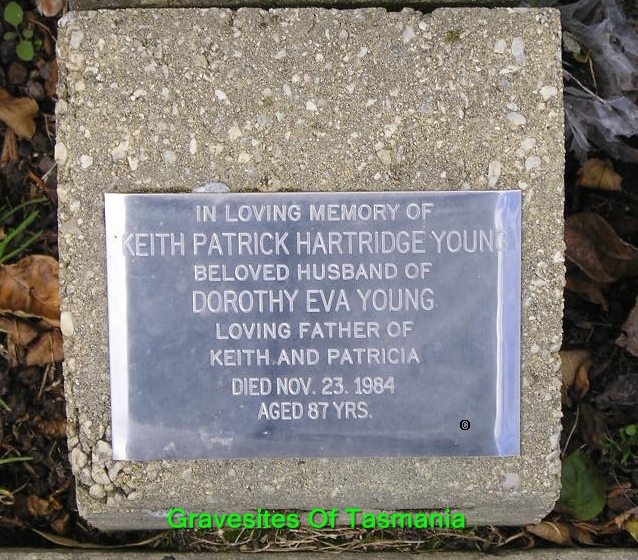 IN LOVING MEMORY OF
KEITH PATRICK HARTRIDGE YOUNG
BELOVED HUSBAND OF
DOROTHY EVA YOUNG
LOVING FATHER OF
KEITH AND PATRICIA
DIED NOV. 23. 1984
AGED 87 YRS.
©
Gravesites Of Tasmania